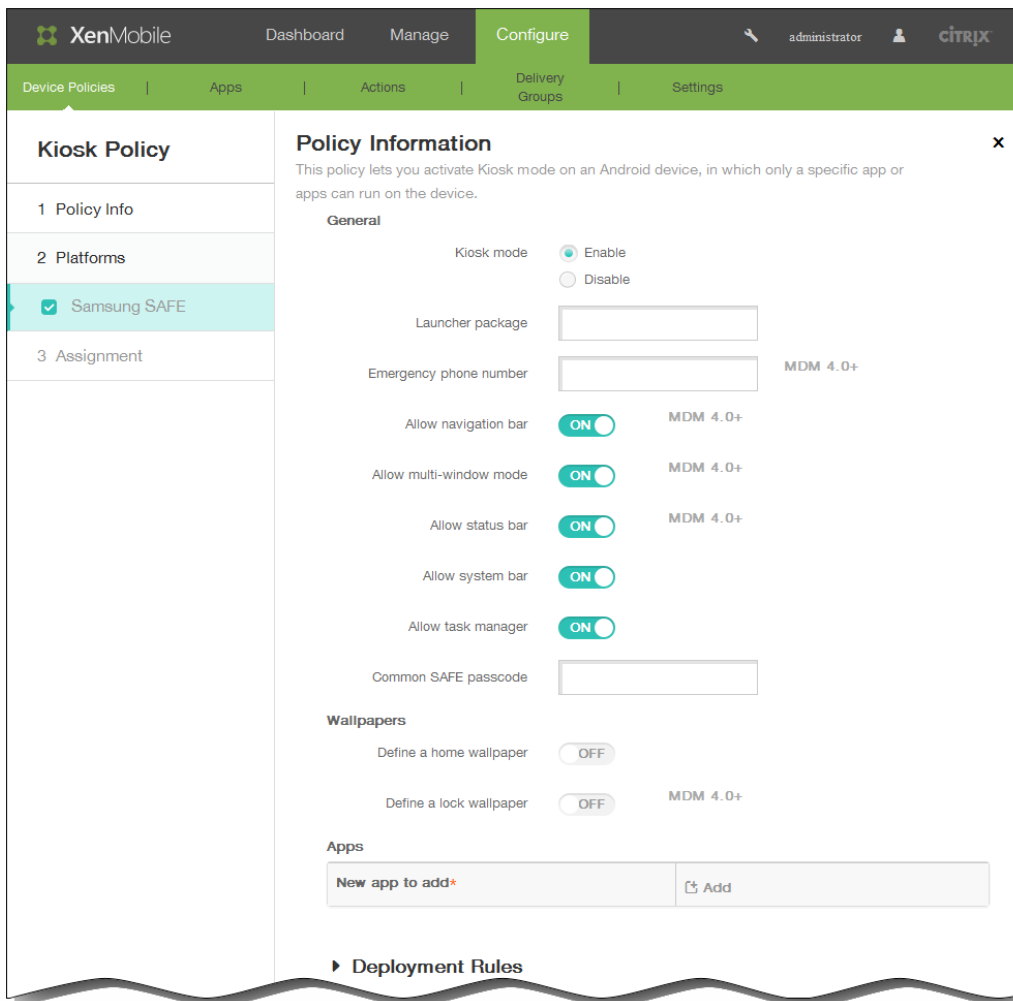 XenMobile Dashboard Manage Configure administrator CİTRIX
Device Policies | Apps | Actions | Delivery Groups | Settings
Kiosk Policy
1 Policy Info
2 Platforms
Samsung SAFE
3 Assignment
Policy Information
This policy lets you activate Kiosk mode on an Android device, in which only a specific app or
apps can run on the device.
General
Kiosk mode Enable
Disable
Launcher package
Emergency phone number MDM 4.0+
Allow navigation bar ON MDM 4.0+
Allow multi-window mode ON MDM 4.0+
Allow status bar ON MDM 4.0+
Allow system bar ON
Allow task manager ON
Common SAFE passcode
Wallpapers
Define a home wallpaper OFF
Define a lock wallpaper OFF MDM 4.0+
Apps
New app to add* Add
Deployment Rules